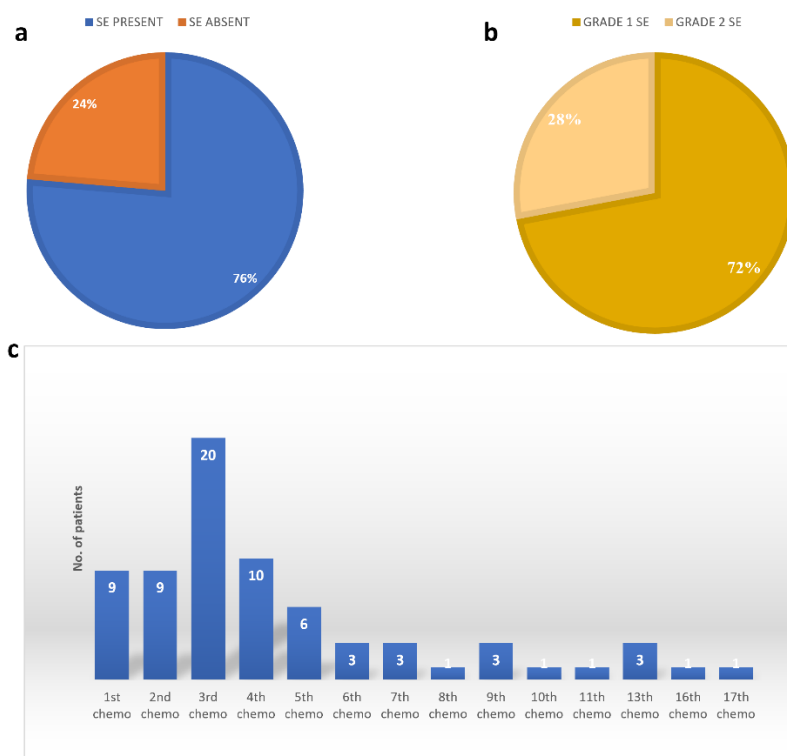 a
SE PRESENT SE ABSENT
24%
76%
b
GRADE 1 SE GRADE 2 SE
28%
72%
c
No. of patients
9 9 20 10 6 3 3 1 3 1 1 3 1 1
1st chemo 2nd chemo 3rd chemo 4th chemo 5th chemo 6th chemo 7th chemo 8th chemo 9th chemo 10th chemo 11th chemo 13th chemo 16th chemo 17th chemo